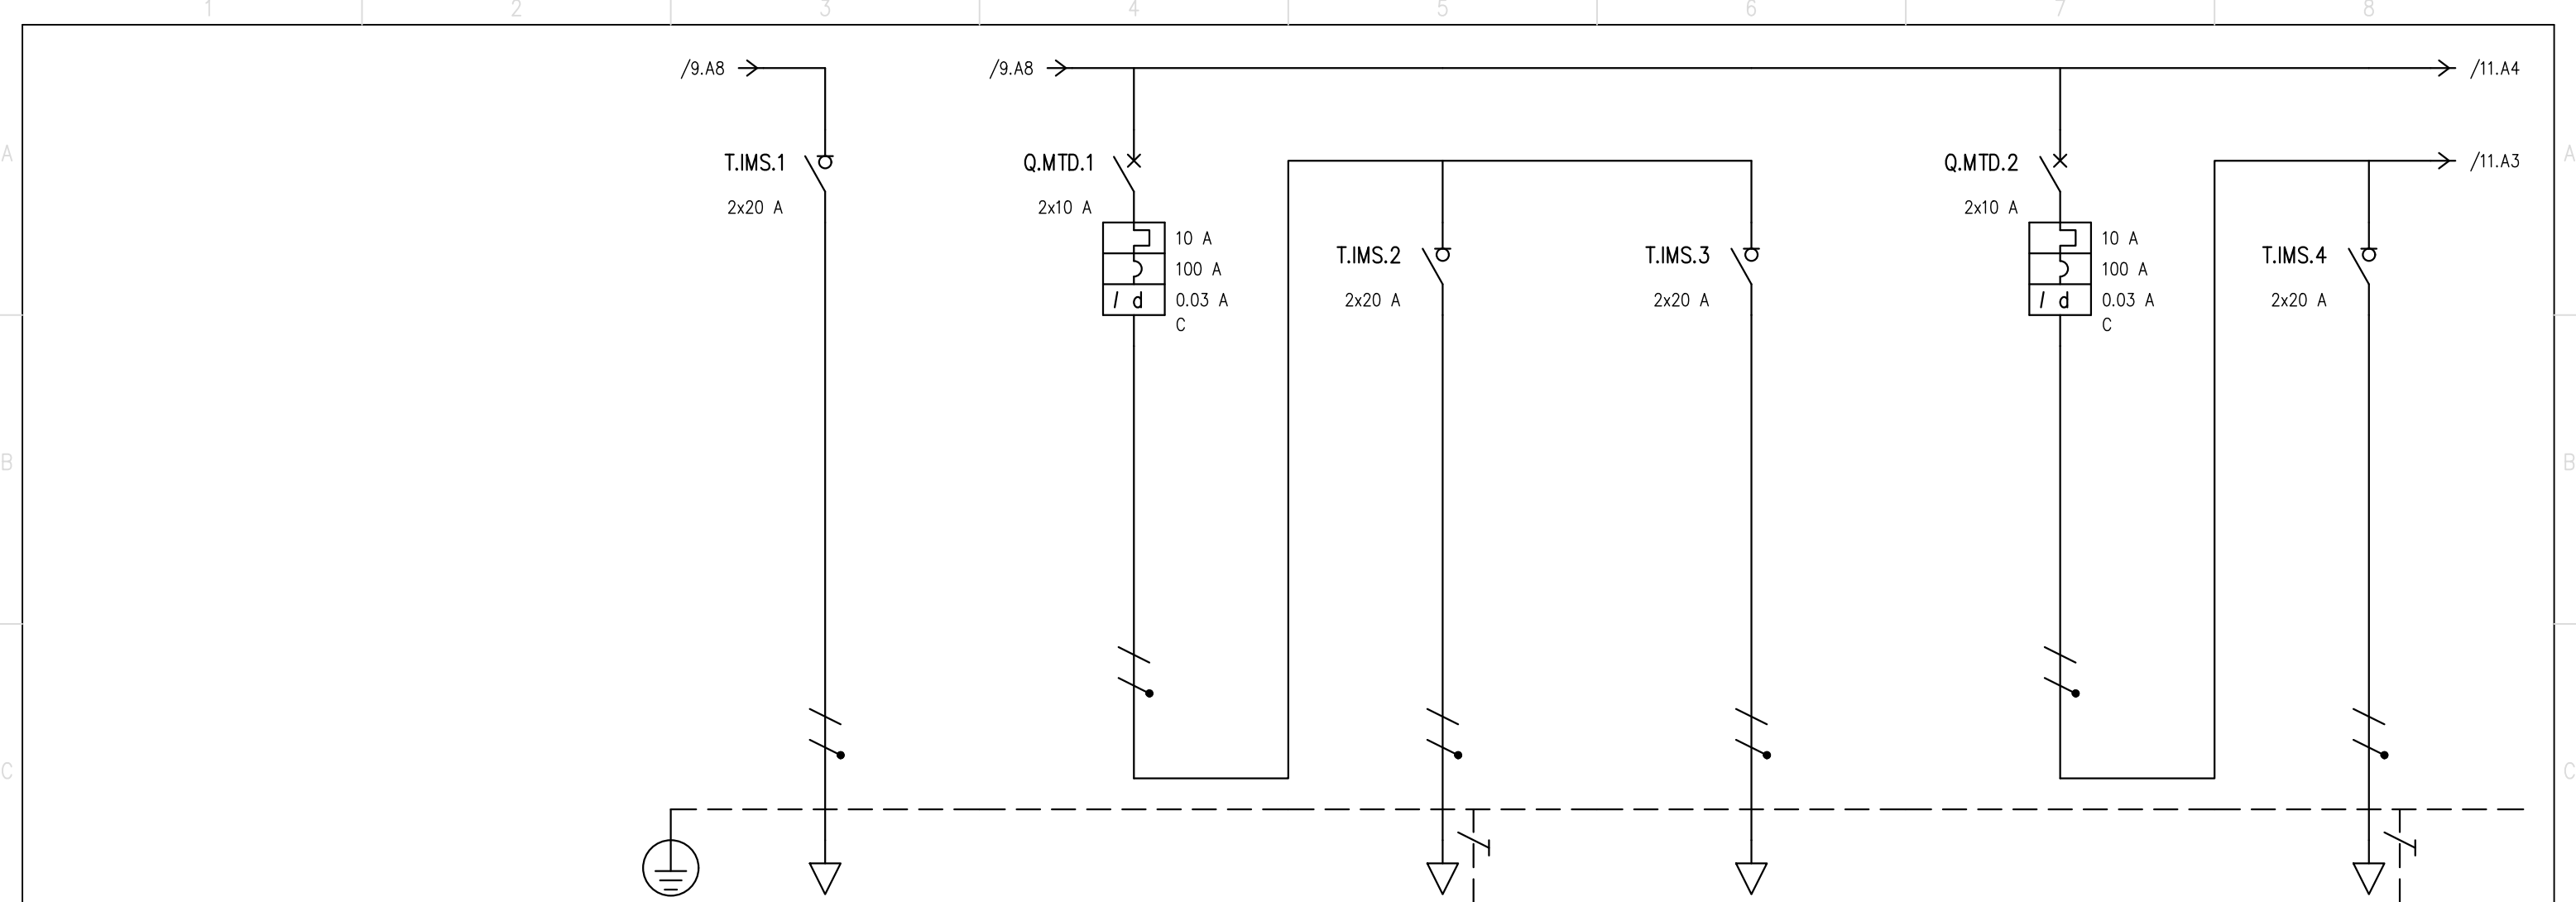 1 2 3 4 5 6 7 8
/9.A8 /9.A8 /11.A4
A A
T.IMS.1 Q.MTD.1 Q.MTD.2 /11.A3
2x20 A 2x10 A 2x10 A
10 A 10 A
T.IMS.2 T.IMS.3 T.IMS.4
100 A 100 A
I d 0.03 A 2x20 A 2x20 A I d 0.03 A 2x20 A
C C
B B
C C